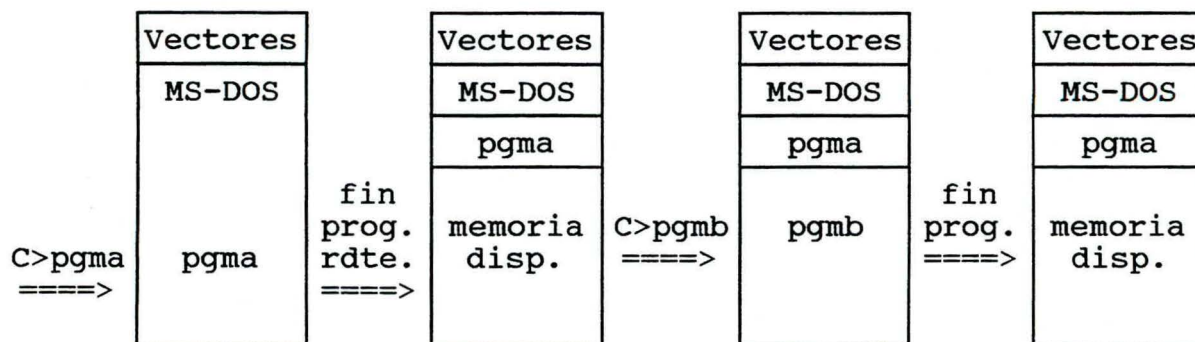 Vectores Vectores Vectores Vectores
MS-DOS MS-DOS MS-DOS MS-DOS
pgma pgma pgma
fin fin
prog. memoria C>pgmb pgmb prog. memoria
C>pgma pgma rdte. disp. ====> ====> disp.
====> ====>